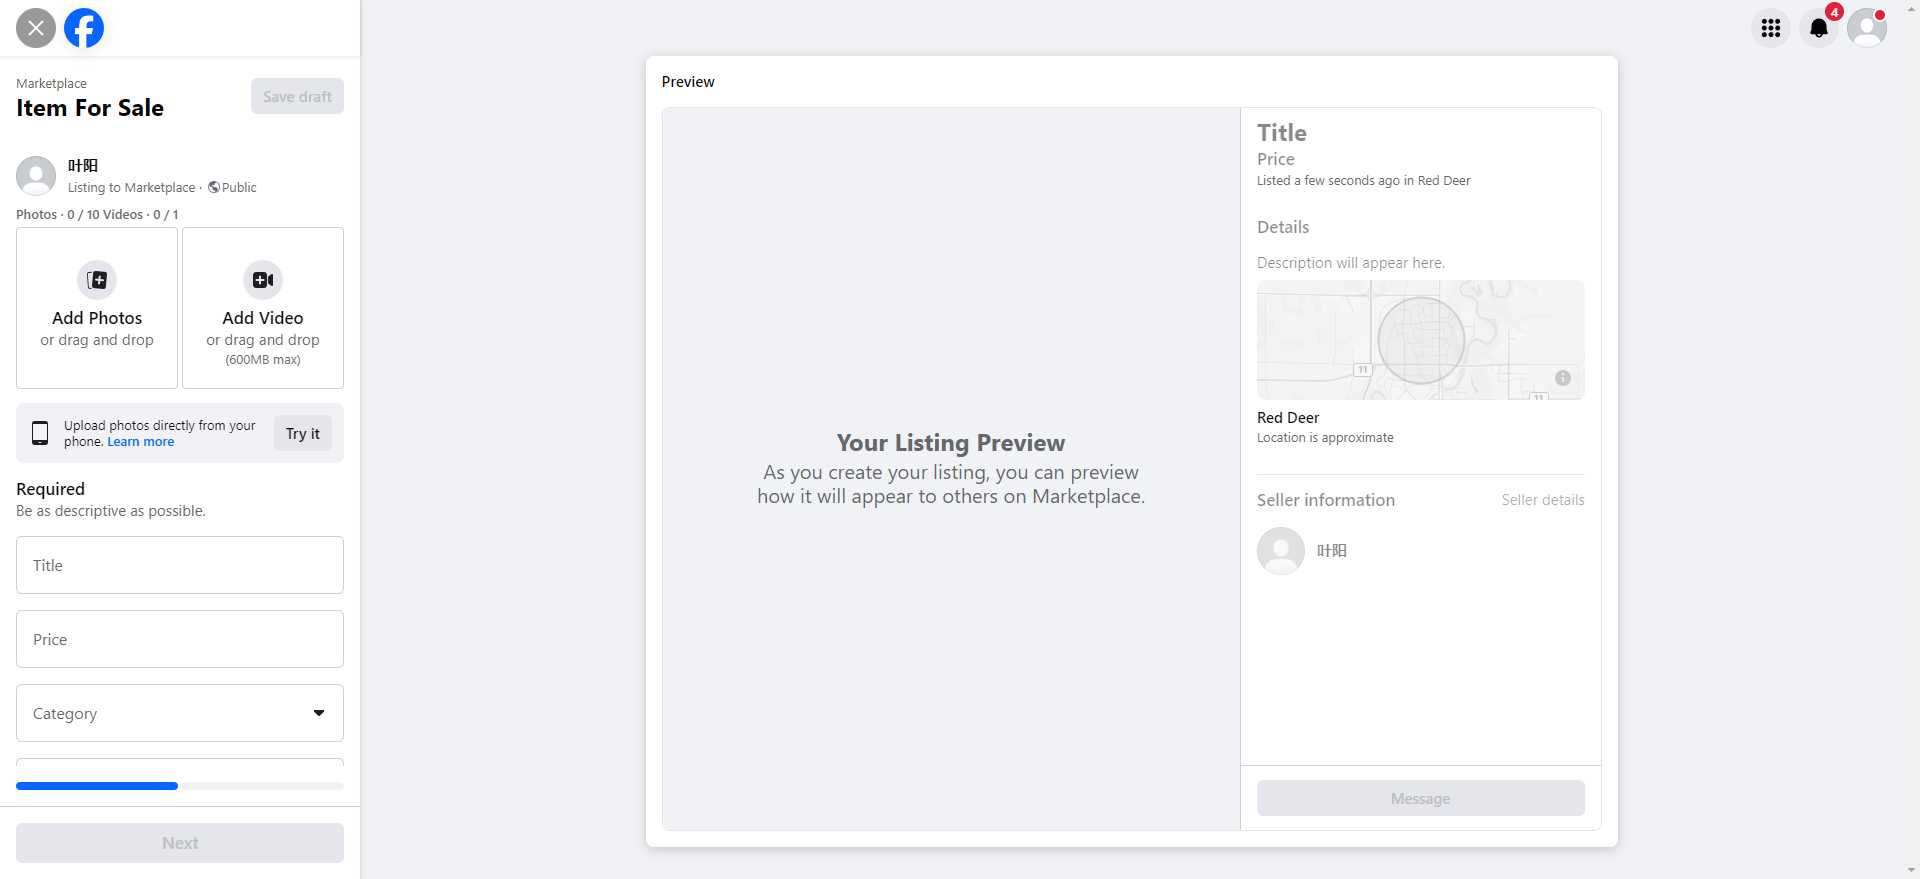 4
Marketplace
Item For Sale
Save draft
叶阳
Listing to Marketplace · Public
Photos · 0 / 10 Videos · 0 / 1
Add Photos
or drag and drop
Add Video
or drag and drop
(600MB max)
Upload photos directly from your
phone. Learn more
Try it
Required
Be as descriptive as possible.
Title
Price
Category
Next
Preview
Your Listing Preview
As you create your listing, you can preview
how it will appear to others on Marketplace.
Title
Price
Listed a few seconds ago in Red Deer
Details
Description will appear here.
11
11
Red Deer
Location is approximate
Seller information
Seller details
叶阳
Message